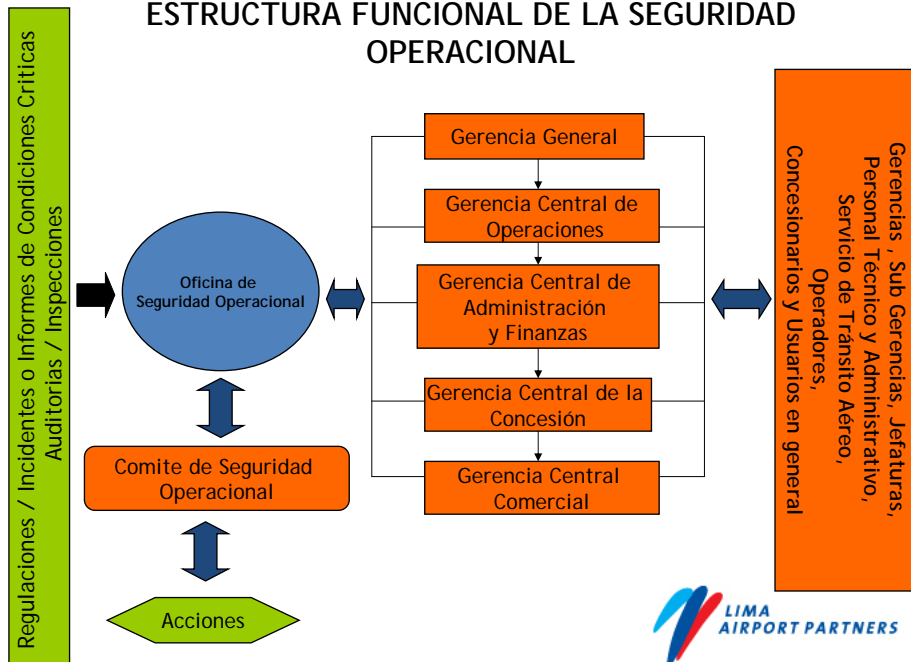 ESTRUCTURA FUNCIONAL DE LA SEGURIDAD
OPERACIONAL
Regulaciones / Incidentes o Informes de Condiciones Criticas
Auditorias / Inspecciones
Oficina de
Seguridad Operacional
Comite de Seguridad
Operacional
Acciones
Gerencia General
Gerencia Central de
Operaciones
Gerencia Central de
Administración
y Finanzas
Gerencia Central de la
Concesión
Gerencia Central
Comercial
Gerencias , Sub Gerencias, Jefaturas,
Personal Técnico y Administrativo,
Servicio de Tránsito Aéreo,
Operadores,
Concesionarios y Usuarios en general
LIMA
AIRPORT PARTNERS